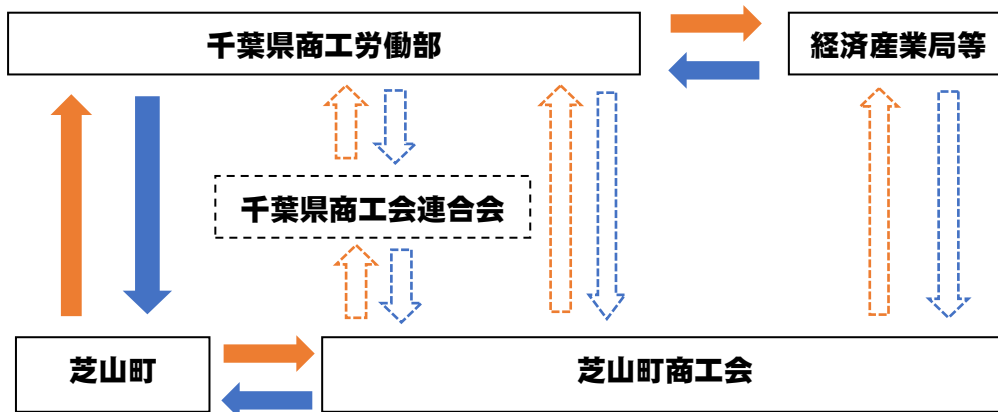 千葉県商工労働部
経済産業局等
千葉県商工会連合会
芝山町
芝山町商工会